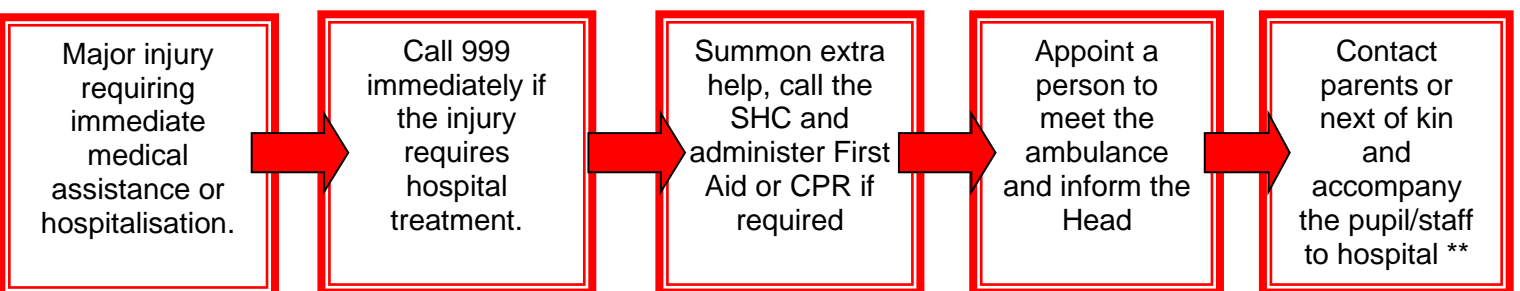 Major injury
requiring
immediate
medical
assistance or
hospitalisation.
Call 999
immediately if
the injury
requires
hospital
treatment.
Summon extra
help, call the
SHC and
administer First
Aid or CPR if
required
Appoint a
person to
meet the
ambulance
and inform the
Head
Contact
parents or
next of kin
and
accompany
the pupil/staff
to hospital **